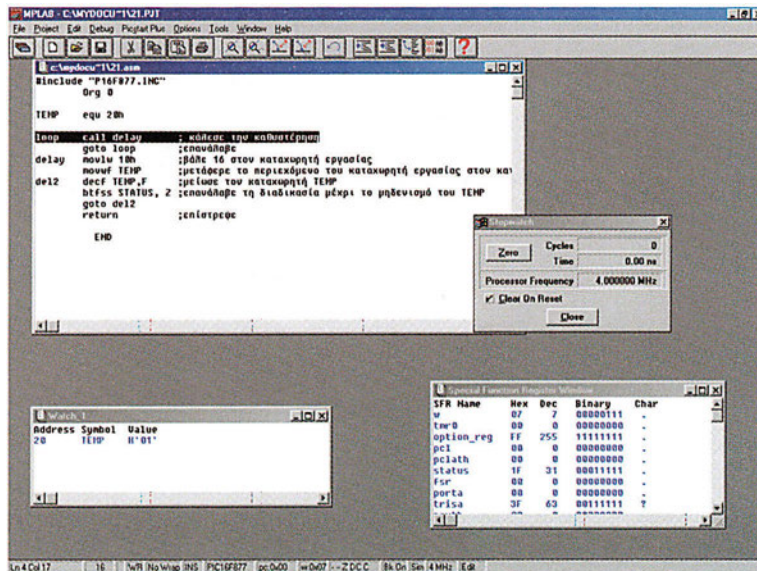 MPLAB - C:\MYDOCU~1\21.PJT
File Project Edit Debug Picstart Plus Options Tools Window Help
c:\mydocu~1\21.asm
#include "P16F877.INC"
Org 0
TEMP equ 20h
loop call delay ; κάλεσε την καθυστέρηση
goto loop ;επανάλαβε
delay movlw 10h ;βάλε 16 στον καταχωρητή εργασίας
movwf TEMP ;μετάφερε το περιεχόμενο του καταχωρητή εργασίας στον κατ
del2 decf TEMP,F ;μείωσε τον καταχωρητή TEMP
btfss STATUS, 2 ;επανάλαβε τη διαδικασία μέχρι το μηδενισμό του TEMP
goto del2
return ;επίστρεψε
END
Stopwatch
Zero Cycles 0
Time 0.00 ns
Processor Frequency 4.000000 MHz
Clear On Reset
Close
Watch_1
Address Symbol Value
20 TEMP H'01'
Special Function Register Window
SFR Name Hex Dec Binary Char
w 07 7 00000111 .
tmr0 00 0 00000000 .
option_reg FF 255 11111111 .
pcl 00 0 00000000 .
pclath 00 0 00000000 .
status 1F 31 00011111 .
fsr 00 0 00000000 .
porta 00 0 00000000 .
trisa 3F 63 00111111 ?
Ln 4 Col 17 16 WR No Wrap INS PIC16F877 pc:0x00 w:0x07 - - Z DC C Bk On Sim 4 MHz Edit